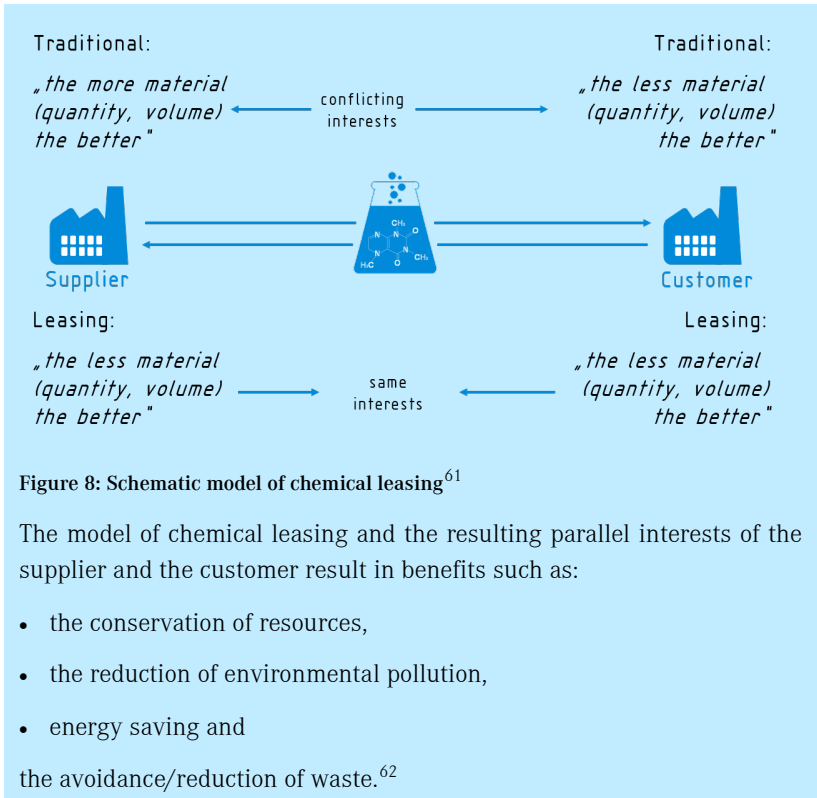 Traditional:
„the more material
(quantity, volume)
the better"
conflicting
interests
Traditional:
„the less material
(quantity, volume)
the better"
CH₃
N
N
O
N
N
CH₃
H₃C
O
Supplier
Customer
Leasing:
„the less material
(quantity, volume)
the better"
same
interests
Leasing:
„the less material
(quantity, volume)
the better"
Figure 8: Schematic model of chemical leasing⁶¹
The model of chemical leasing and the resulting parallel interests of the
supplier and the customer result in benefits such as:
• the conservation of resources,
• the reduction of environmental pollution,
• energy saving and
the avoidance/reduction of waste.⁶²